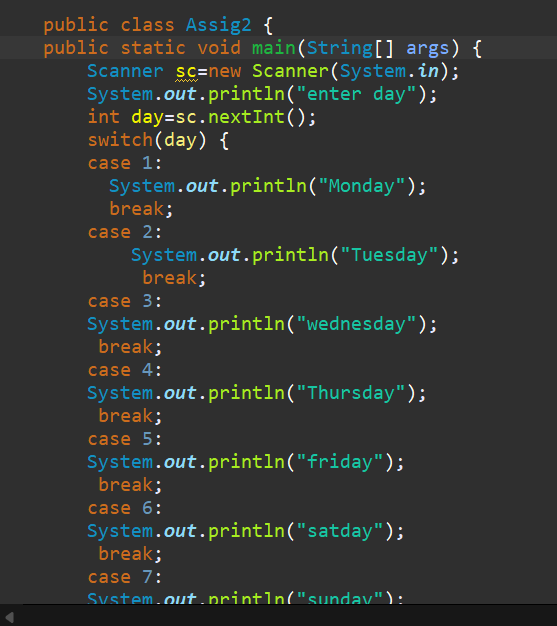 public class Assig2 {
public static void main(String[] args) {
Scanner sc=new Scanner(System.in);
System.out.println("enter day");
int day=sc.nextInt();
switch(day) {
case 1:
System.out.println("Monday");
break;
case 2:
System.out.println("Tuesday");
break;
case 3:
System.out.println("wednesday");
break;
case 4:
System.out.println("Thursday");
break;
case 5:
System.out.println("friday");
break;
case 6:
System.out.println("satday");
break;
case 7:
System.out.println("sunday");